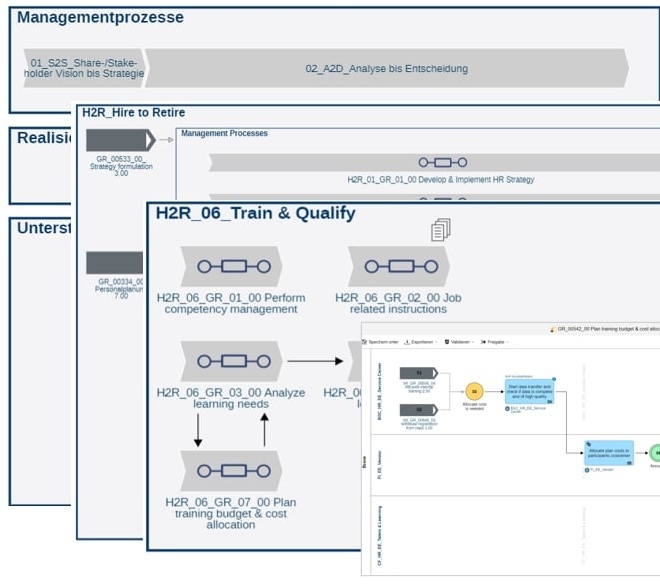 Managementprozesse
01_S2S_Share-/Stake-
holder Vision bis Strategie
02_A2D_Analyse bis Entscheidung
Realisi
Unterst
H2R_Hire to Retire
GR_00533_00_
Strategy formulation
3.00
GR_00334_00
Personalplanun
7.00
Management Processes
H2R_01_GR_01_00 Develop & Implement HR Strategy
H2R_06_Train & Qualify
H2R_06_GR_01_00 Perform
competency management
H2R_06_GR_02_00 Job
related instructions
H2R_06_GR_03_00 Analyze
learning needs
H2R_0
H2R_06_GR_07_00 Plan
training budget & cost
allocation
GR_00542_00 Plan training budget & cost alloc
Speichern unter
Exportieren
Validieren
Freigabe
Allocate cost
is needed
Start data transfer and
check if data is complete
and of high quality
Allocate plan costs to
participants costcenter